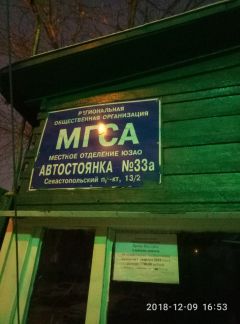 РЕГИОНАЛЬНАЯ
ОБЩЕСТВЕННАЯ ОРГАНИЗАЦИЯ
МГСА
МЕСТНОЕ ОТДЕЛЕНИЕ ЮЗАО
АВТОСТОЯНКА №33а
Севастопольский пр-кт, 13/2
2018-12-09 16:53